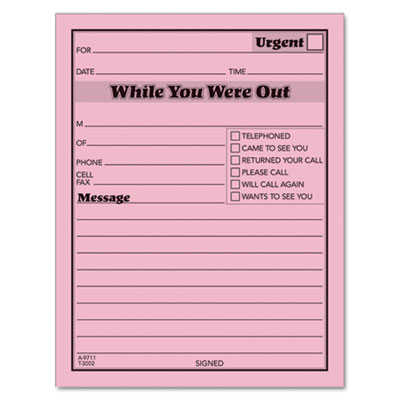 Urgent
FOR
DATE TIME
While You Were Out
M
OF
PHONE
CELL
FAX
TELEPHONED
CAME TO SEE YOU
RETURNED YOUR CALL
PLEASE CALL
WILL CALL AGAIN
WANTS TO SEE YOU
Message
A-9711
T-3002
SIGNED